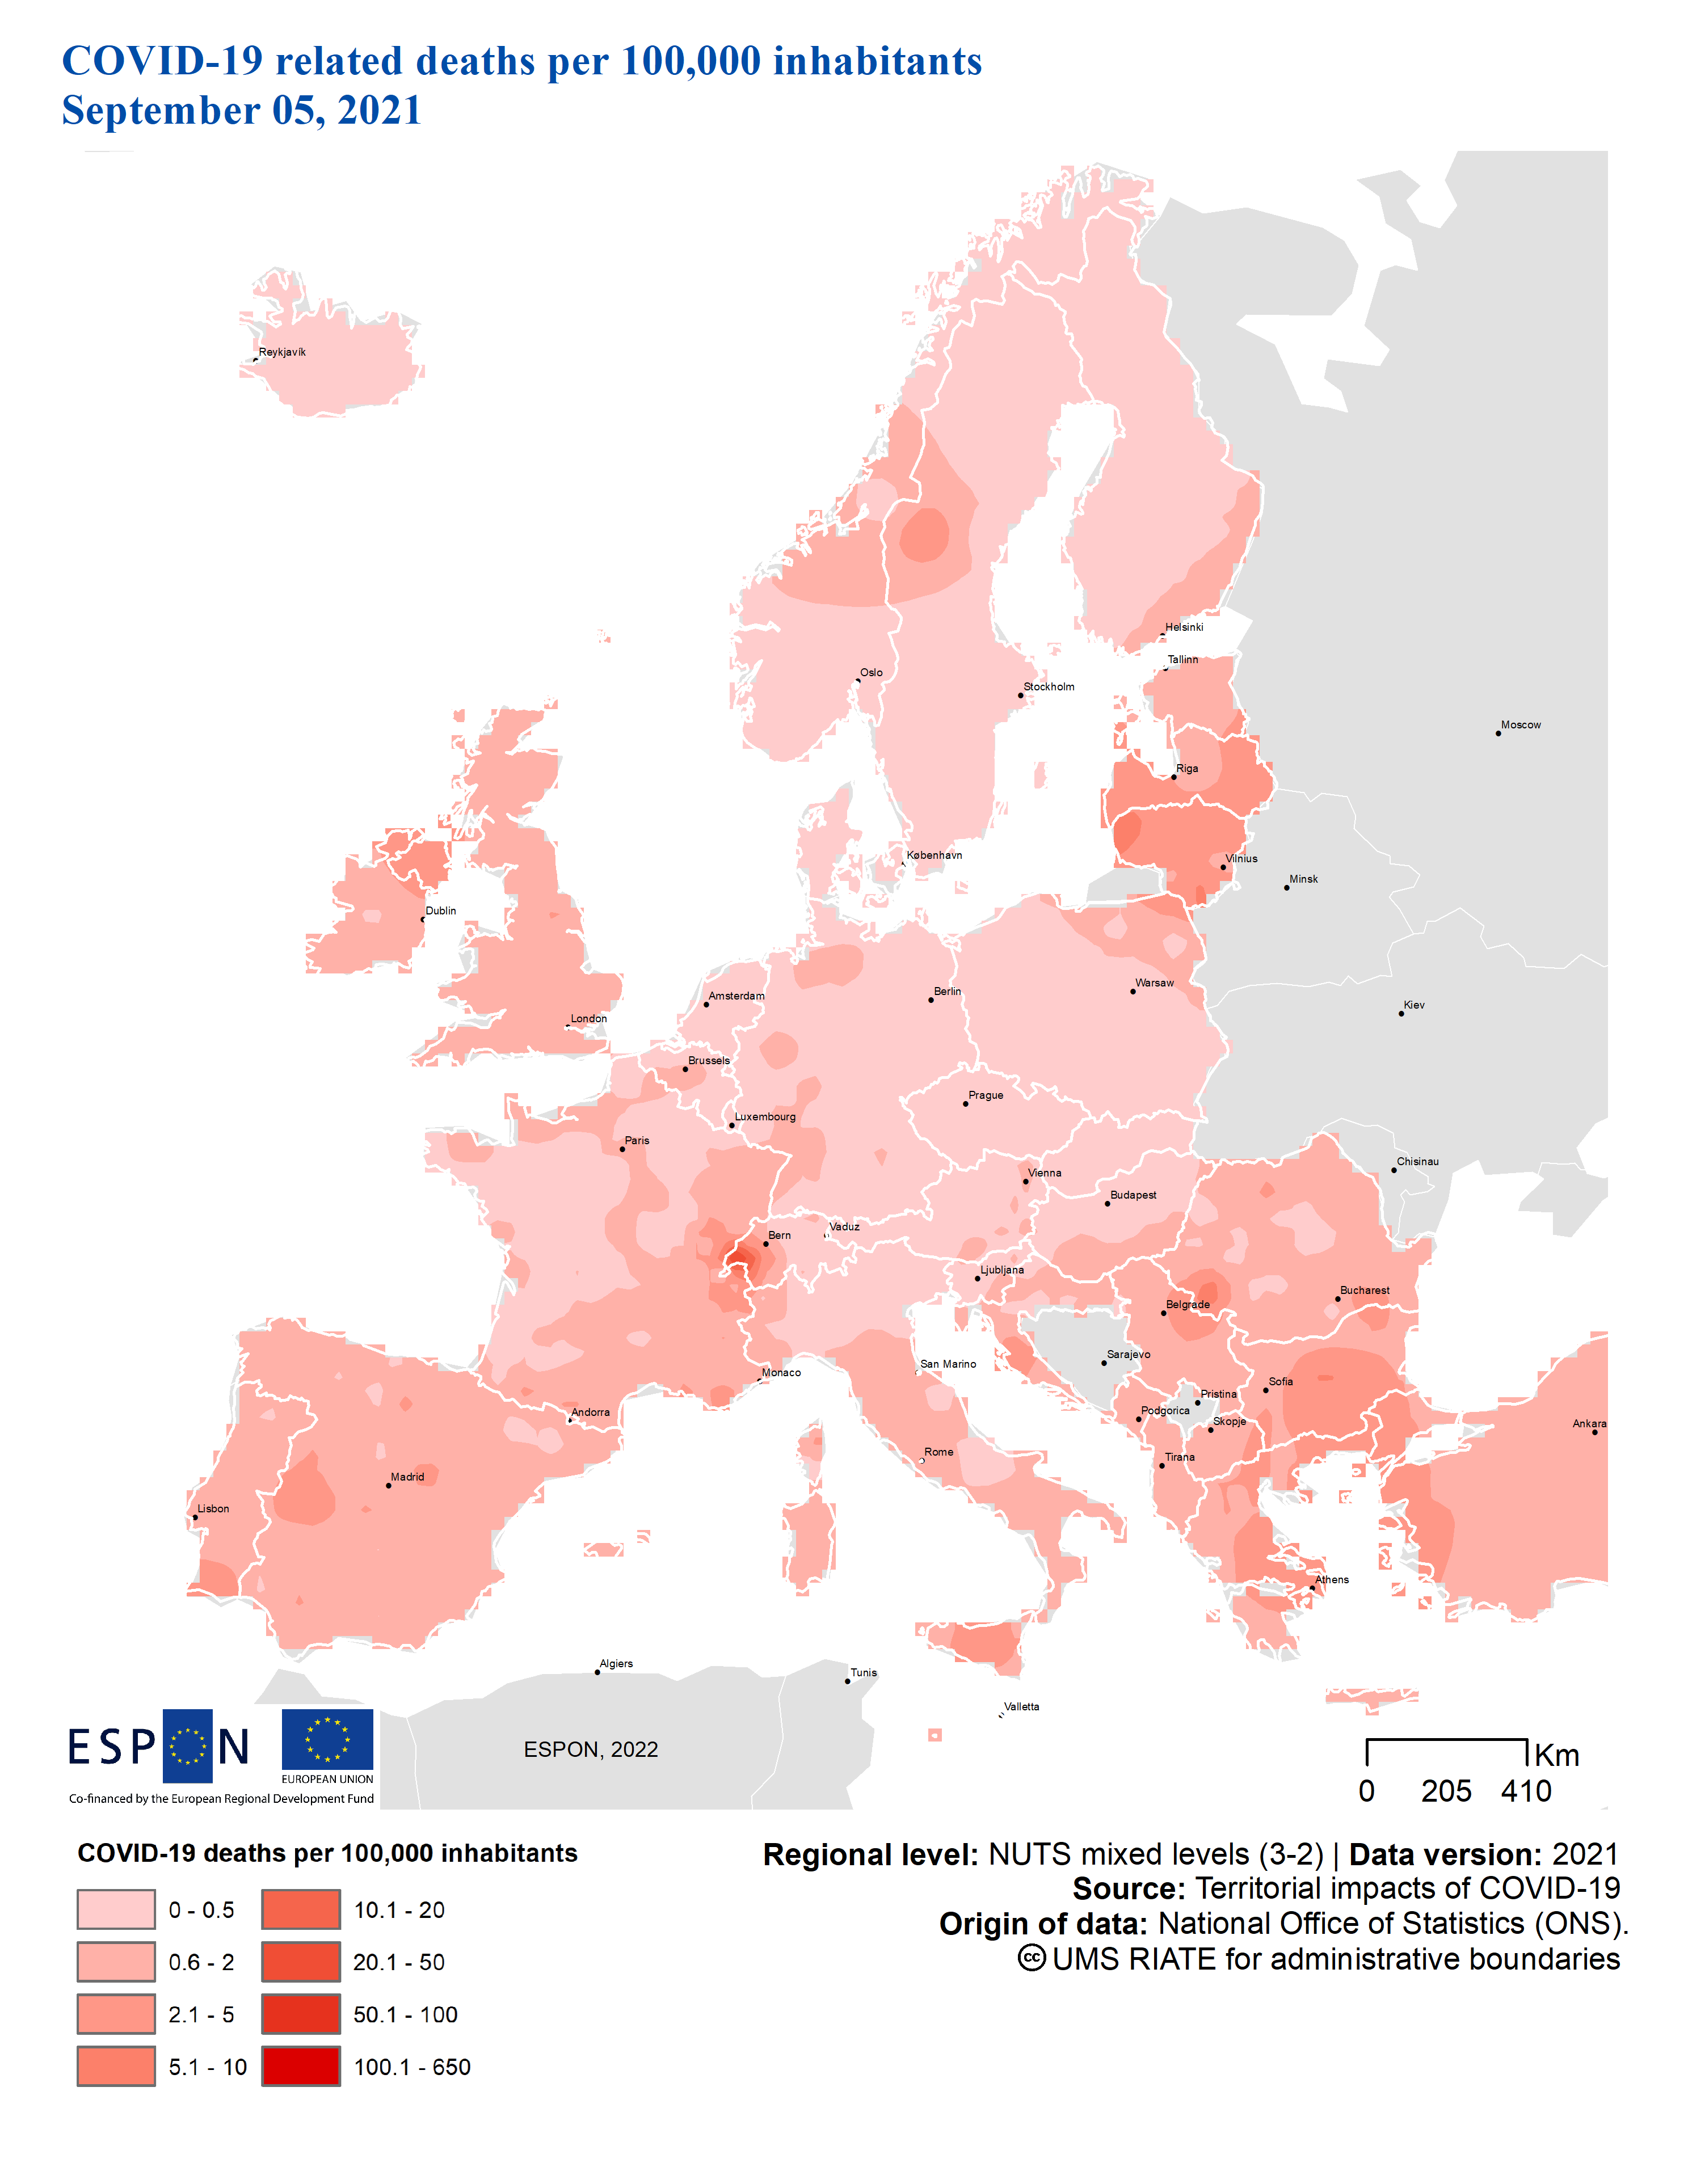 COVID-19 related deaths per 100,000 inhabitants
September 05, 2021
Reykjavík
Helsinki
Tallinn
Oslo
Stockholm
Moscow
Riga
København
Vilnius
Minsk
Dublin
Amsterdam
Berlin
Warsaw
Kiev
London
Brussels
Prague
Luxembourg
Paris
Chisinau
Vienna
Budapest
Vaduz
Bern
Ljubljana
Bucharest
Belgrade
Sarajevo
San Marino
Monaco
Sofia
Pristina
Andorra
Podgorica
Skopje
Ankara
Rome
Tirana
Madrid
Lisbon
Athens
Algiers
Tunis
Valletta
ESPON
EUROPEAN UNION
Co-financed by the European Regional Development Fund
ESPON, 2022
Km
0 205 410
COVID-19 deaths per 100,000 inhabitants
0 - 0.5
0.6 - 2
2.1 - 5
5.1 - 10
10.1 - 20
20.1 - 50
50.1 - 100
100.1 - 650
Regional level: NUTS mixed levels (3-2) | Data version: 2021
Source: Territorial impacts of COVID-19
Origin of data: National Office of Statistics (ONS).
cc UMS RIATE for administrative boundaries